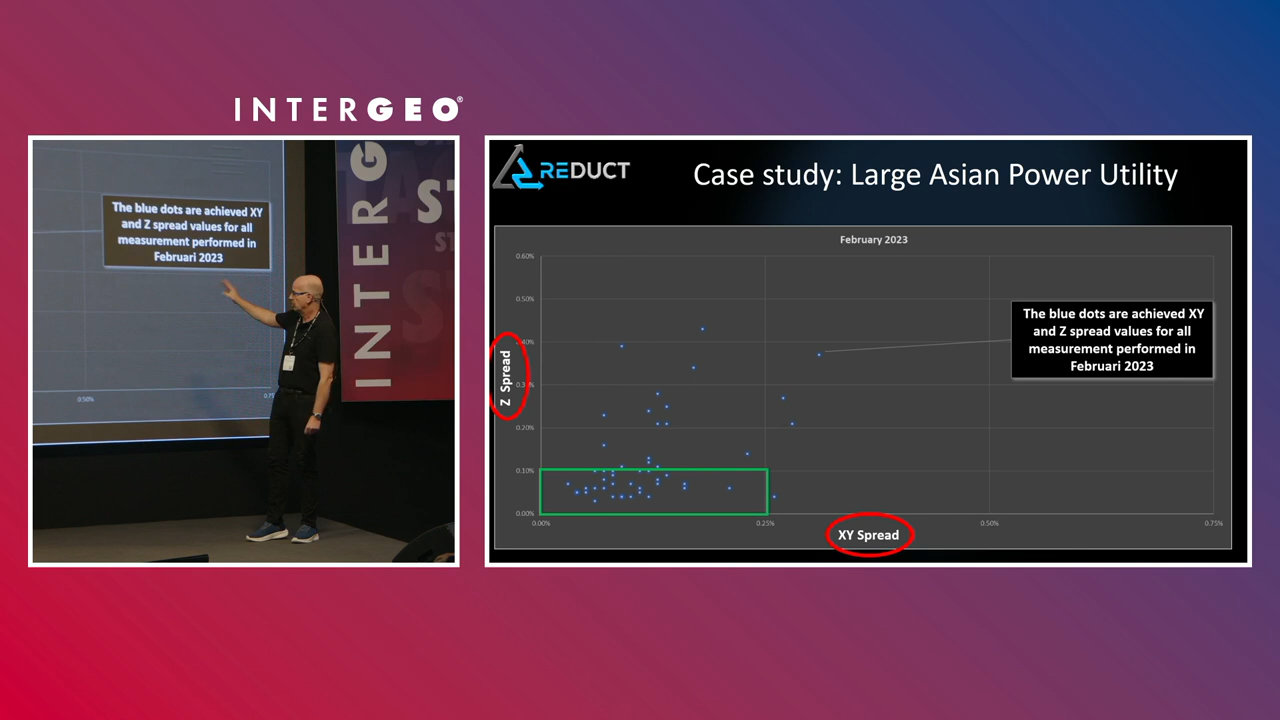 INTERGEO®
The blue dots are achieved XY
and Z spread values for all
measurement performed in
Februari 2023
0.50%
INTERG
REDUCT
Case study: Large Asian Power Utility
February 2023
0.60%
0.50%
0.40%
0.30%
0.20%
0.10%
0.00%
Z Spread
The blue dots are achieved XY
and Z spread values for all
measurement performed in
Februari 2023
0.00%
0.25%
0.50%
0.75%
XY Spread